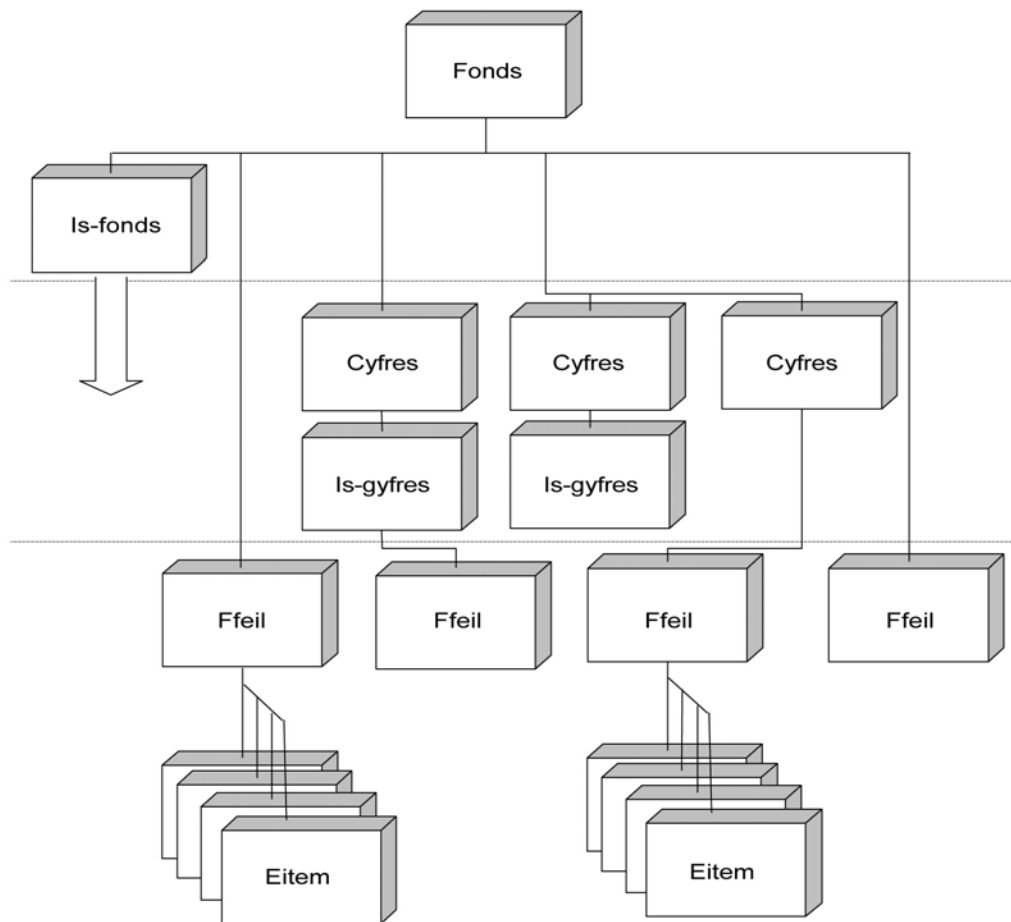 Fonds
Is-fonds
Cyfres
Cyfres
Cyfres
Is-gyfres
Is-gyfres
Ffeil
Ffeil
Ffeil
Ffeil
Eitem
Eitem